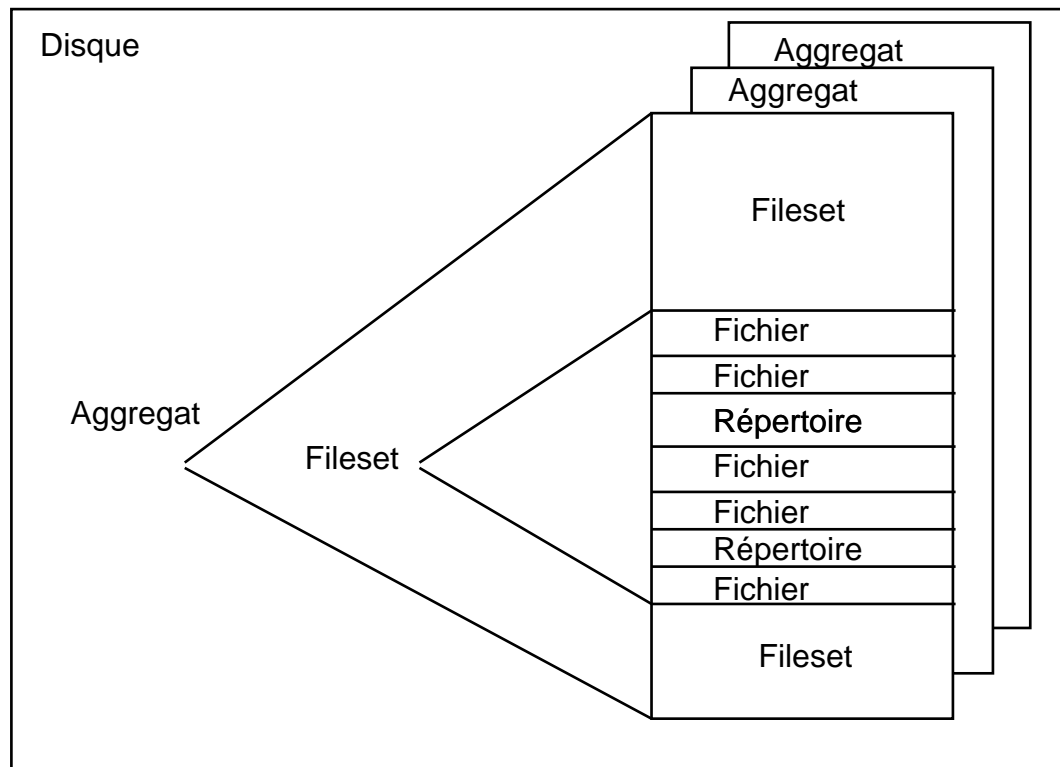 Disque
Aggregat
Aggregat
Fileset
Fichier
Fichier
Répertoire
Aggregat
Fileset
Fichier
Fichier
Répertoire
Fichier
Fileset